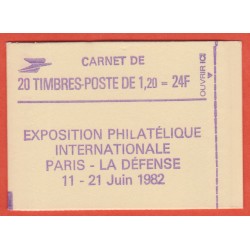 CARNET DE
20 TIMBRES-POSTE DE 1,20 = 24F
OUVRIR ICI
EXPOSITION PHILATÉLIQUE
INTERNATIONALE
PARIS - LA DÉFENSE
11 - 21 Juin 1982